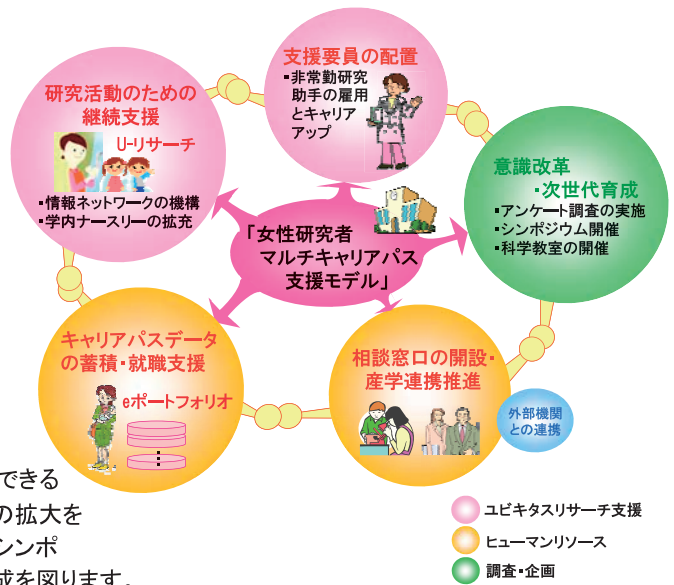 支援要員の配置
▪非常勤研究
助手の雇用
とキャリア
アップ
研究活動のための
継続支援
U-リサーチ
▪情報ネットワークの機構
▪学内ナースリーの拡充
意識改革
・次世代育成
▪アンケート調査の実施
▪シンポジウム開催
▪科学教室の開催
「女性研究者
マルチキャリアパス
支援モデル」
キャリアパスデータ
の蓄積・就職支援
eポートフォリオ
相談窓口の開設・
産学連携推進
外部機関
との連携
できる
の拡大を
シンポ
成を図ります。
ユビキタスリサーチ支援
ヒューマンリソース
調査・企画